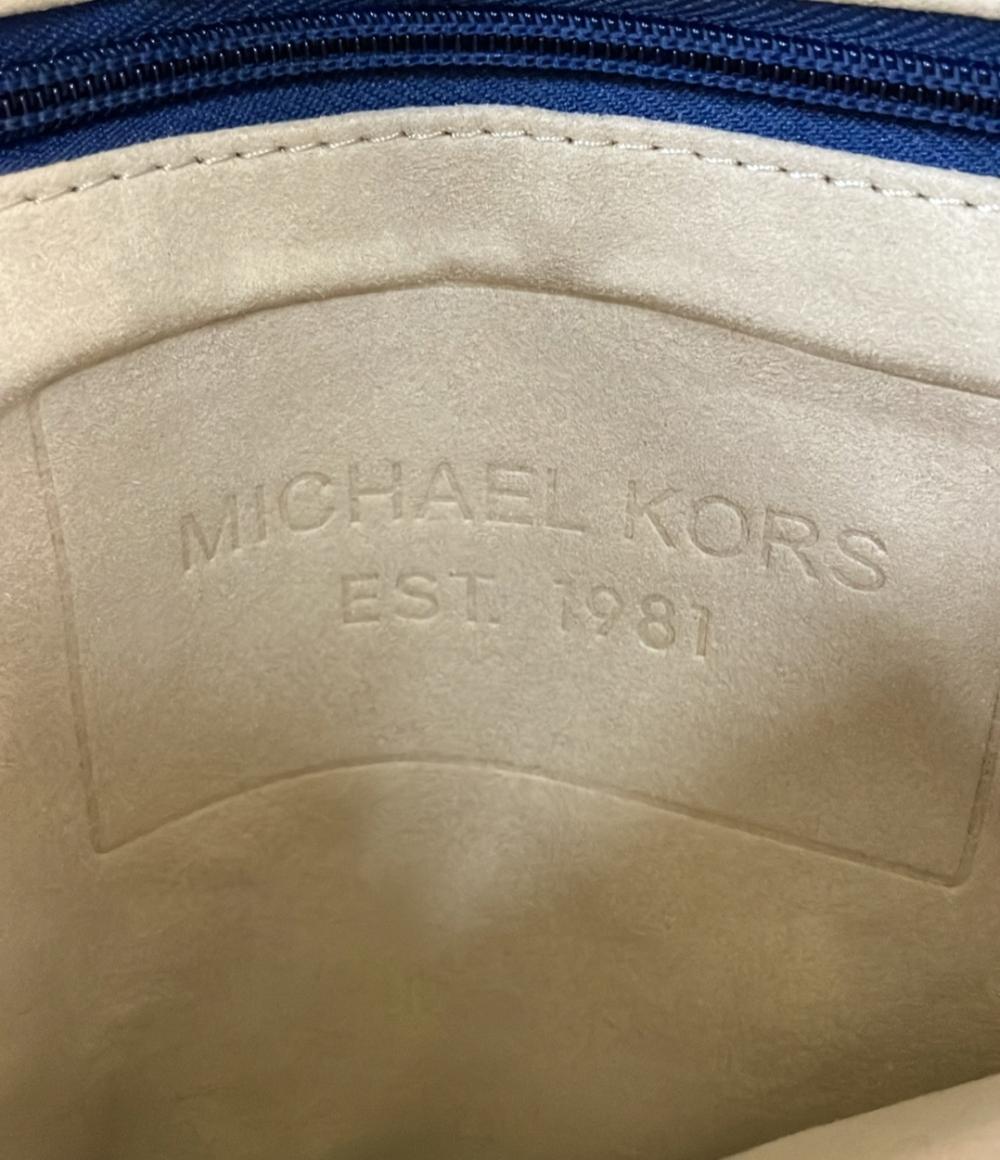 MICHAEL KORS
EST. 1981